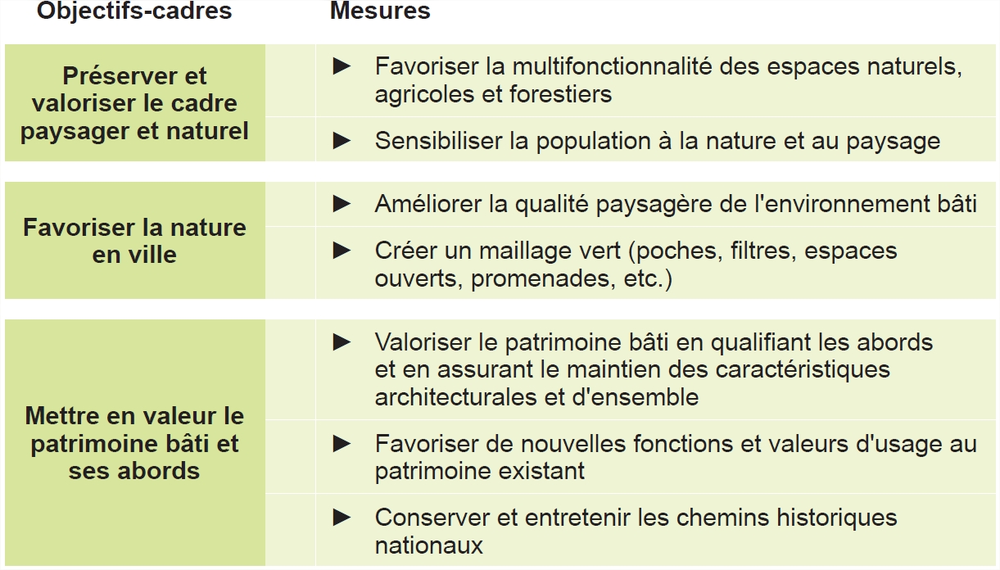 Objectifs-cadres Mesures
Préserver et
valoriser le cadre
paysager et naturel
► Favoriser la multifonctionnalité des espaces naturels,
agricoles et forestiers
► Sensibiliser la population à la nature et au paysage
Favoriser la nature
en ville
► Améliorer la qualité paysagère de l'environnement bâti
► Créer un maillage vert (poches, filtres, espaces
ouverts, promenades, etc.)
Mettre en valeur le
patrimoine bâti et
ses abords
► Valoriser le patrimoine bâti en qualifiant les abords
et en assurant le maintien des caractéristiques
architecturales et d'ensemble
► Favoriser de nouvelles fonctions et valeurs d'usage au
patrimoine existant
► Conserver et entretenir les chemins historiques
nationaux